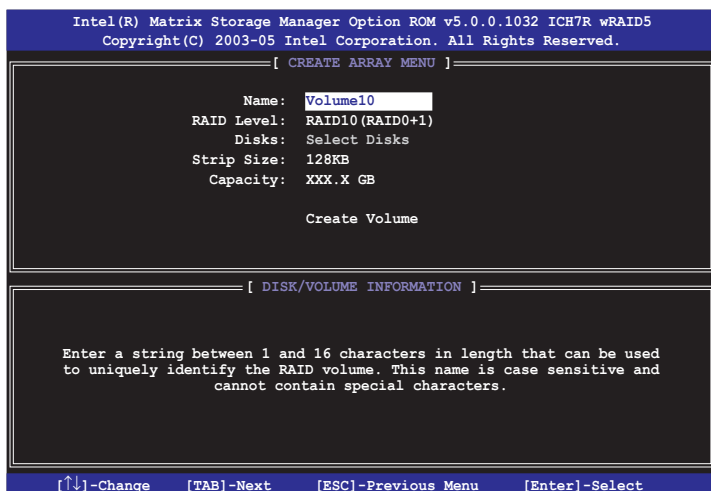 Intel(R) Matrix Storage Manager Option ROM v5.0.0.1032 ICH7R wRAID5
Copyright(C) 2003-05 Intel Corporation. All Rights Reserved.
[ CREATE ARRAY MENU ]
Name: Volume10
RAID Level: RAID10(RAID0+1)
Disks: Select Disks
Strip Size: 128KB
Capacity: XXX.X GB
Create Volume
[ DISK/VOLUME INFORMATION ]
Enter a string between 1 and 16 characters in length that can be used
to uniquely identify the RAID volume. This name is case sensitive and
cannot contain special characters.
[↑↓]-Change [TAB]-Next [ESC]-Previous Menu [Enter]-Select